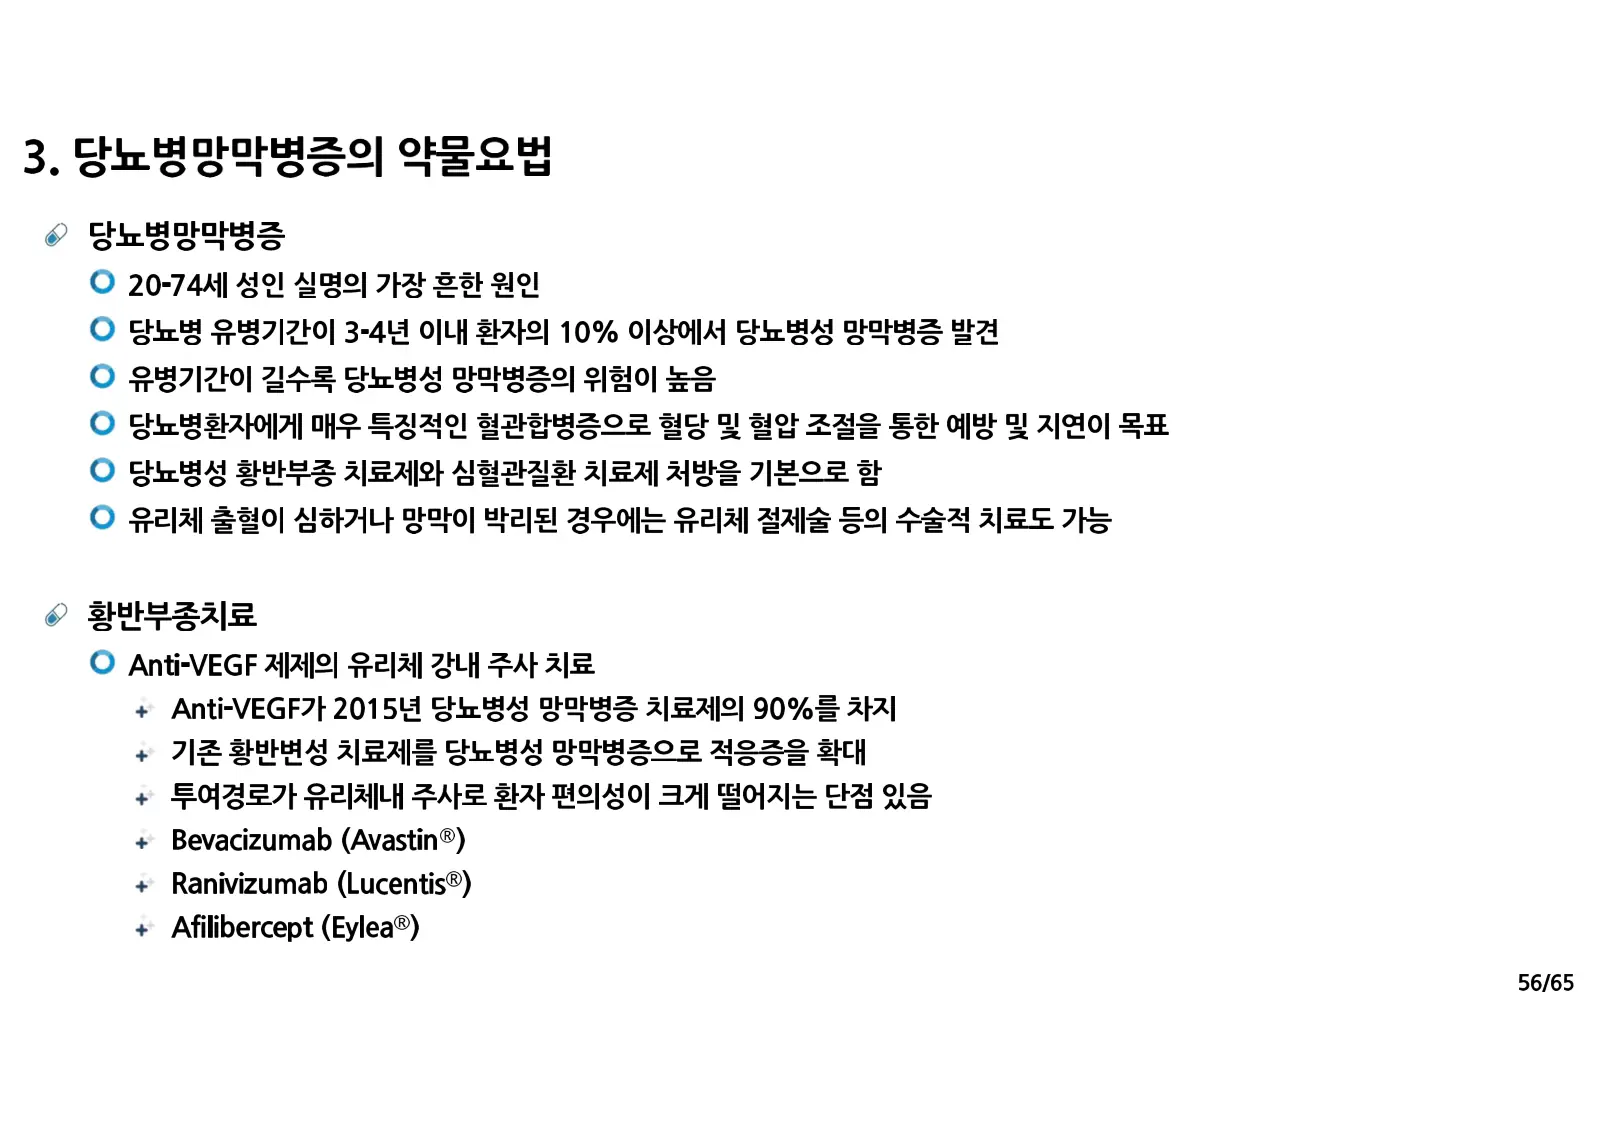 3. 당뇨병망막병증의 약물요법
당뇨병망막병증
20-74세 성인 실명의 가장 흔한 원인
당뇨병 유병기간이 3-4년 이내 환자의 10% 이상에서 당뇨병성 망막병증 발견
유병기간이 길수록 당뇨병성 망막병증의 위험이 높음
당뇨병환자에게 매우 특징적인 혈관합병증으로 혈당 및 혈압 조절을 통한 예방 및 지연이 목표
당뇨병성 황반부종 치료제와 심혈관질환 치료제 처방을 기본으로 함
유리체 출혈이 심하거나 망막이 박리된 경우에는 유리체 절제술 등의 수술적 치료도 가능
황반부종치료
Anti-VEGF 제제의 유리체 강내 주사 치료
Anti-VEGF가 2015년 당뇨병성 망막병증 치료제의 90%를 차지
기존 황반변성 치료제를 당뇨병성 망막병증으로 적응증을 확대
투여경로가 유리체내 주사로 환자 편의성이 크게 떨어지는 단점 있음
Bevacizumab (Avastin®)
Ranivizumab (Lucentis®)
Afilibercept (Eylea®)
56/65